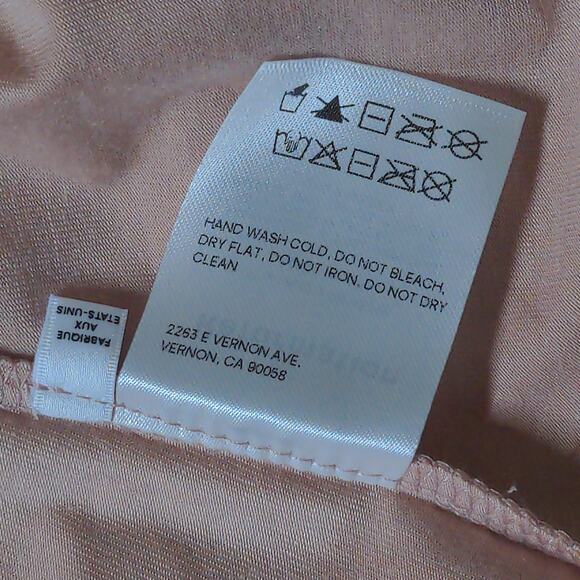 HAND WASH COLD, DO NOT BLEACH,
DRY FLAT, DO NOT IRON, DO NOT DRY
CLEAN
2263 E VERNON AVE.
VERNON, CA 90058
FABRIQUE
AUX
ETATS-UNIS